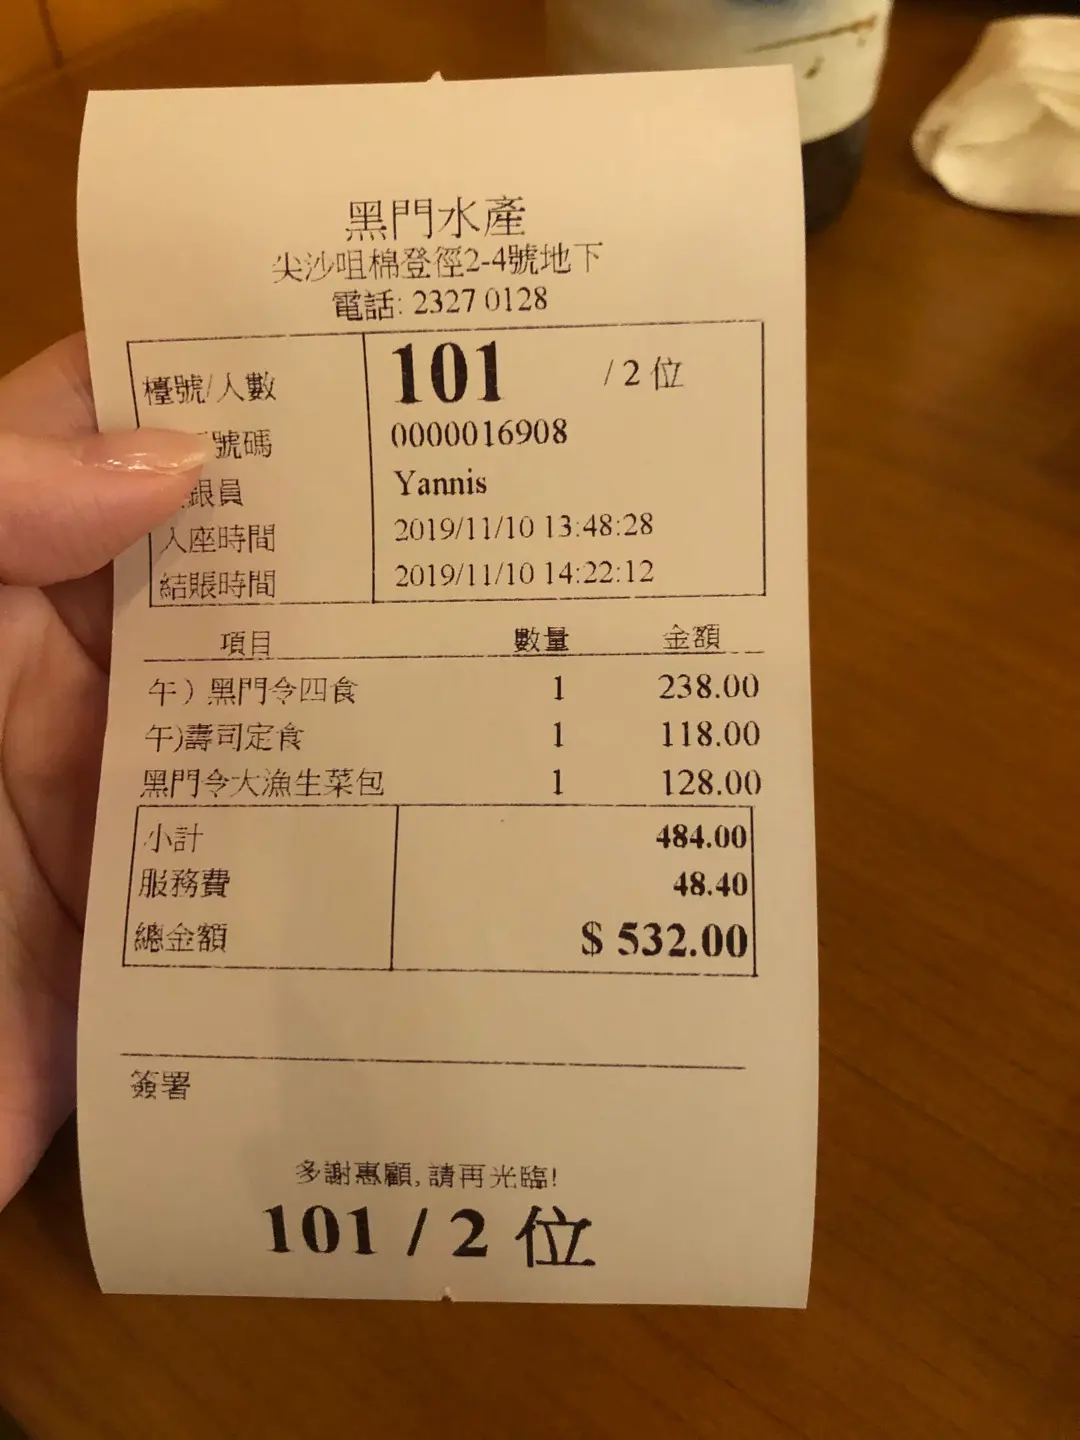 黑門水產
尖沙咀棉登徑2-4號地下
電話: 2327 0128
檯號/人數 101 / 2 位
號碼 0000016908
銀員 Yannis
入座時間 2019/11/10 13:48:28
結賬時間 2019/11/10 14:22:12
項目 數量 金額
午）黑門令四食 1 238.00
午)壽司定食 1 118.00
黑門令大漁生菜包 1 128.00
小計 484.00
服務費 48.40
總金額 $ 532.00
簽署
多謝惠顧,請再光臨!
101 / 2 位